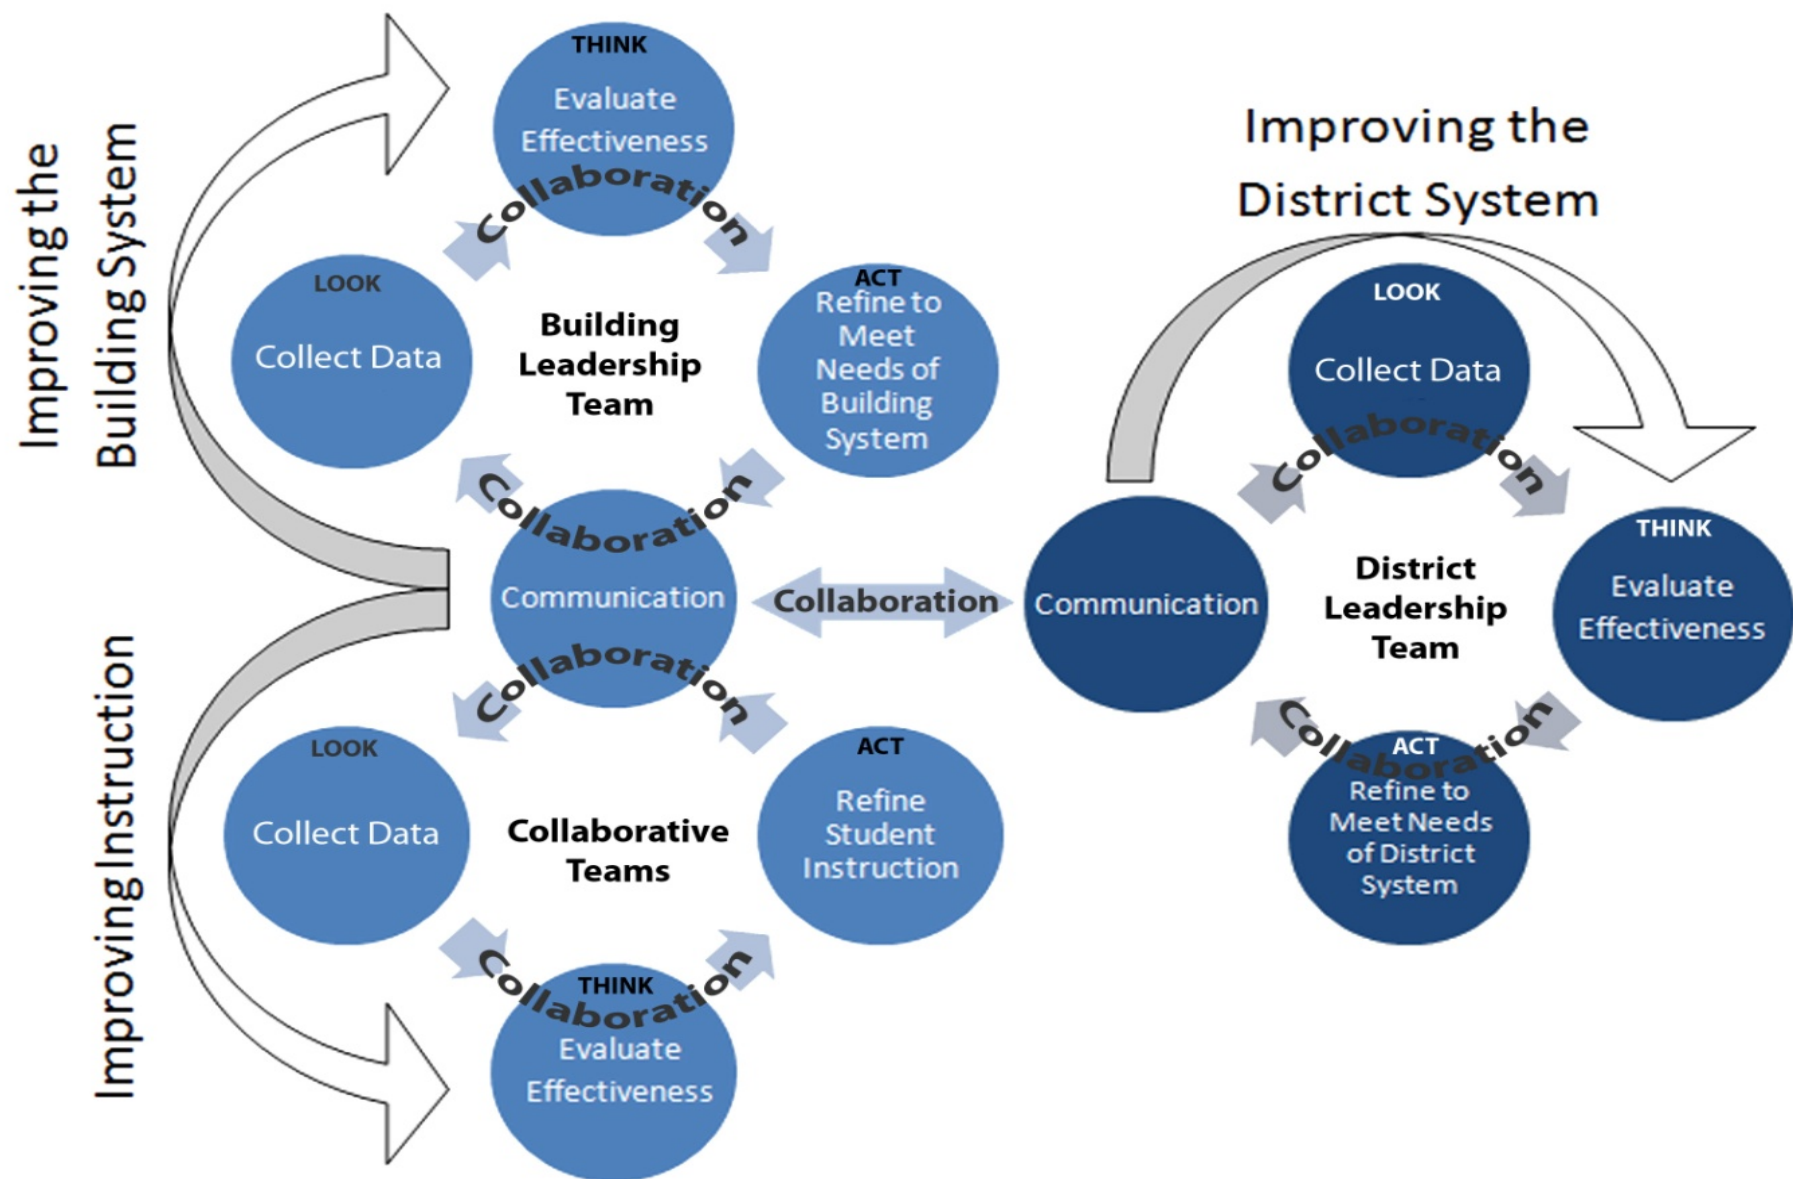 Improving the
Building System
THINK
Evaluate
Effectiveness
Collaboration
LOOK
Collect Data
Building
Leadership
Team
ACT
Refine to
Meet
Needs of
Building
System
Collaboration
Communication
Collaboration
Improving Instruction
LOOK
Collect Data
Collaborative
Teams
ACT
Refine
Student
Instruction
THINK
Collaboration
Evaluate
Effectiveness
Collaboration
Improving the
District System
LOOK
Collect Data
Collaboration
Communication
District
Leadership
Team
THINK
Evaluate
Effectiveness
ACT
Collaboration
Refine to
Meet Needs
of District
System